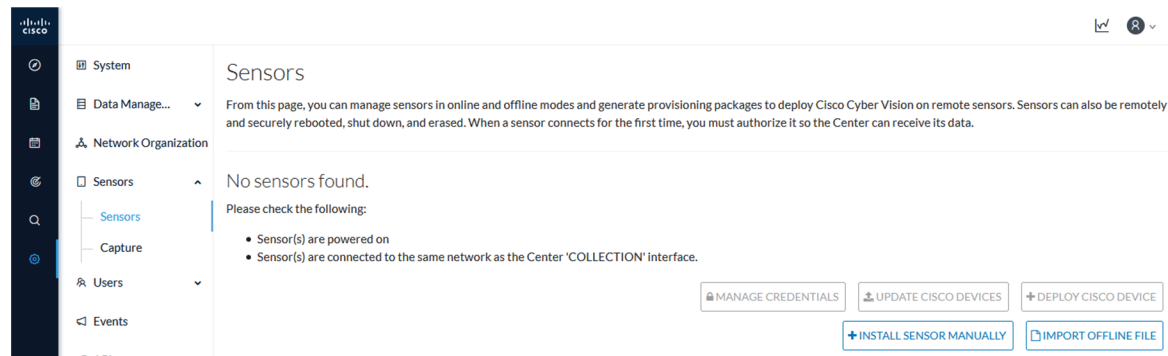 CISCO
System
Data Manage...
Network Organization
Sensors
Sensors
Capture
Users
Events
Sensors
From this page, you can manage sensors in online and offline modes and generate provisioning packages to deploy Cisco Cyber Vision on remote sensors. Sensors can also be remotely
and securely rebooted, shut down, and erased. When a sensor connects for the first time, you must authorize it so the Center can receive its data.
No sensors found.
Please check the following:
• Sensor(s) are powered on
• Sensor(s) are connected to the same network as the Center 'COLLECTION' interface.
MANAGE CREDENTIALS
UPDATE CISCO DEVICES
+ DEPLOY CISCO DEVICE
+ INSTALL SENSOR MANUALLY
IMPORT OFFLINE FILE